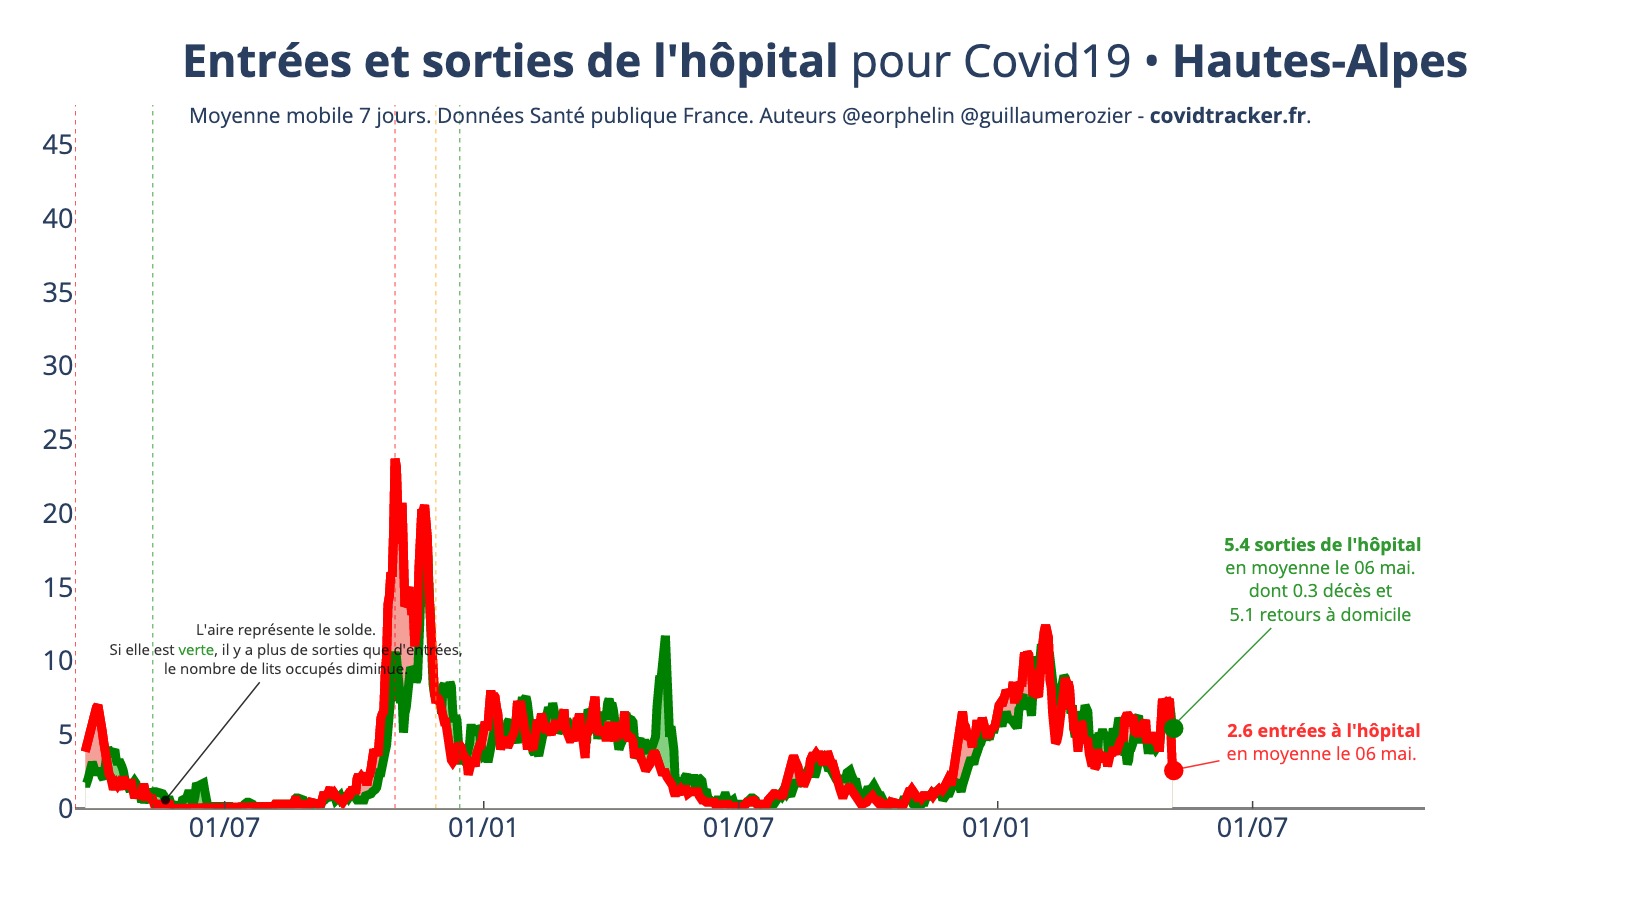 Entrées et sorties de l'hôpital pour Covid19 • Hautes-Alpes
Moyenne mobile 7 jours. Données Santé publique France. Auteurs @eorphelin @guillaumerozier - covidtracker.fr.
45
40
35
30
25
20
15
10
5
0
L'aire représente le solde.
Si elle est verte, il y a plus de sorties que d'entrées,
le nombre de lits occupés diminue.
5.4 sorties de l'hôpital
en moyenne le 06 mai.
dont 0.3 décès et
5.1 retours à domicile
2.6 entrées à l'hôpital
en moyenne le 06 mai.
01/07
01/01
01/07
01/01
01/07